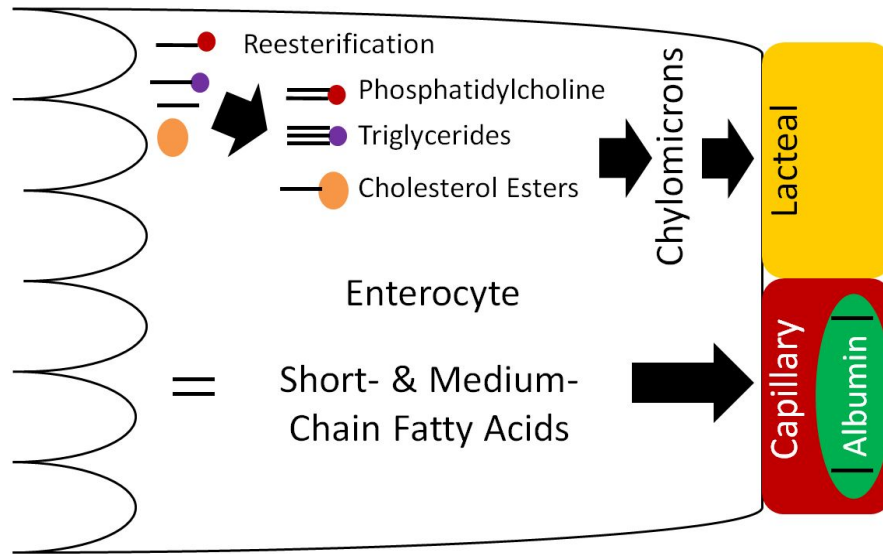 Reesterification
Phosphatidylcholine
Triglycerides
Cholesterol Esters
Chylomicrons
Lacteal
Enterocyte
Short- & Medium-
Chain Fatty Acids
Capillary
Albumin